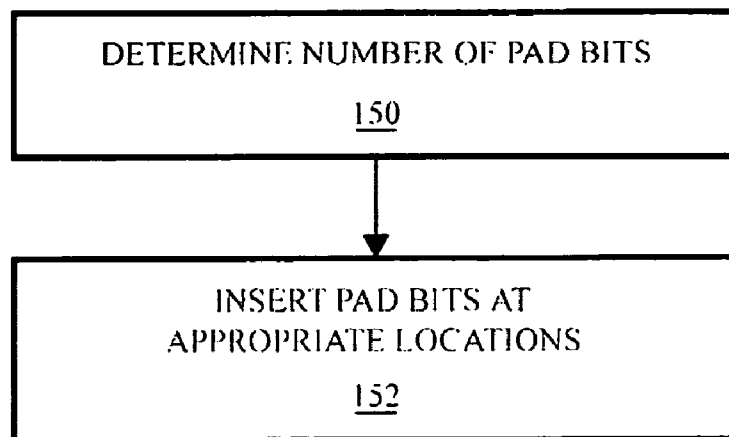 DETERMINE NUMBER OF PAD BITS
150
INSERT PAD BITS AT
APPROPRIATE LOCATIONS
152